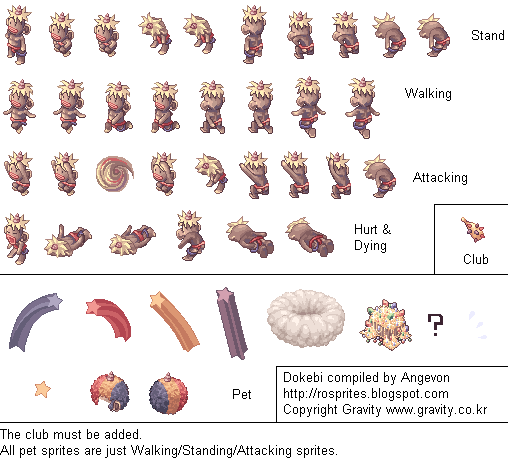 Stand
Walking
Attacking
Hurt &
Dying
Club
?
Pet
Dokebi compiled by Angevon
http://rosprites.blogspot.com
Copyright Gravity www.gravity.co.kr
The club must be added.
All pet sprites are just Walking/Standing/Attacking sprites.